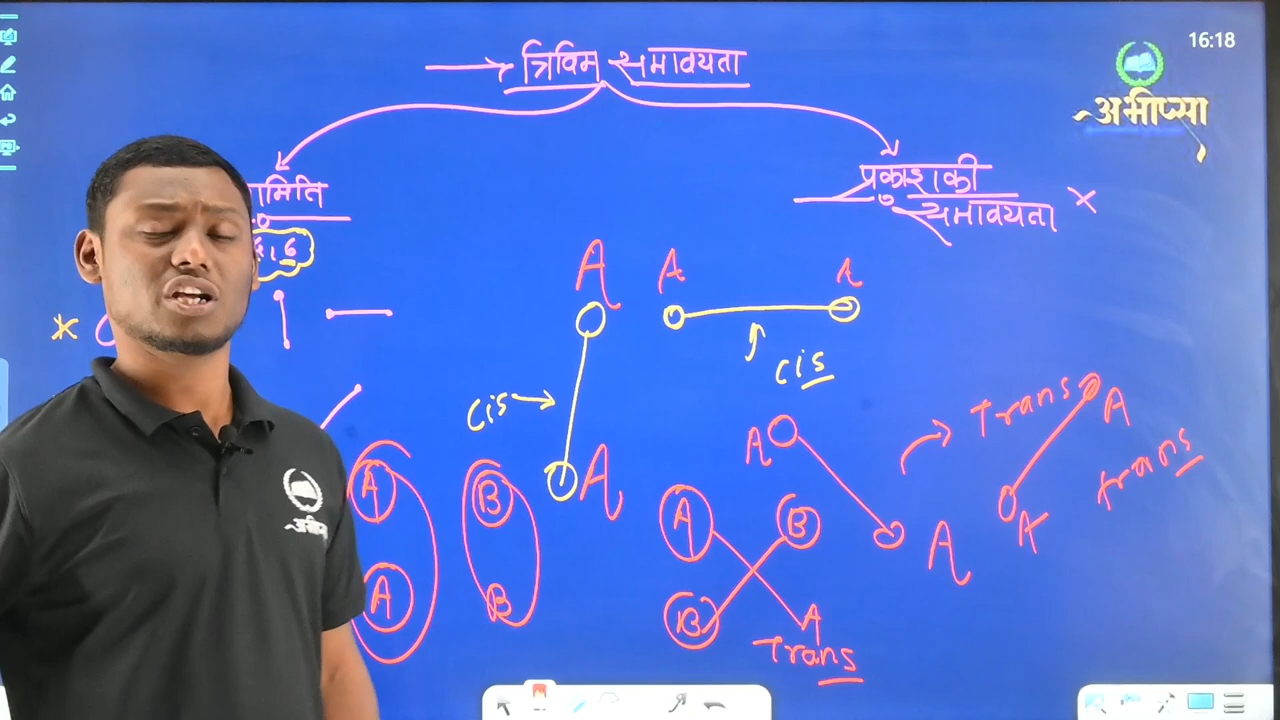 16:18
अभीप्सा
→ त्रिविम समावयता
प्रकाशकी
समावयता ×
A A A
cis
cis →
A
A A
Trans
A
A
trans
A B
A B
A B
B A
Trans